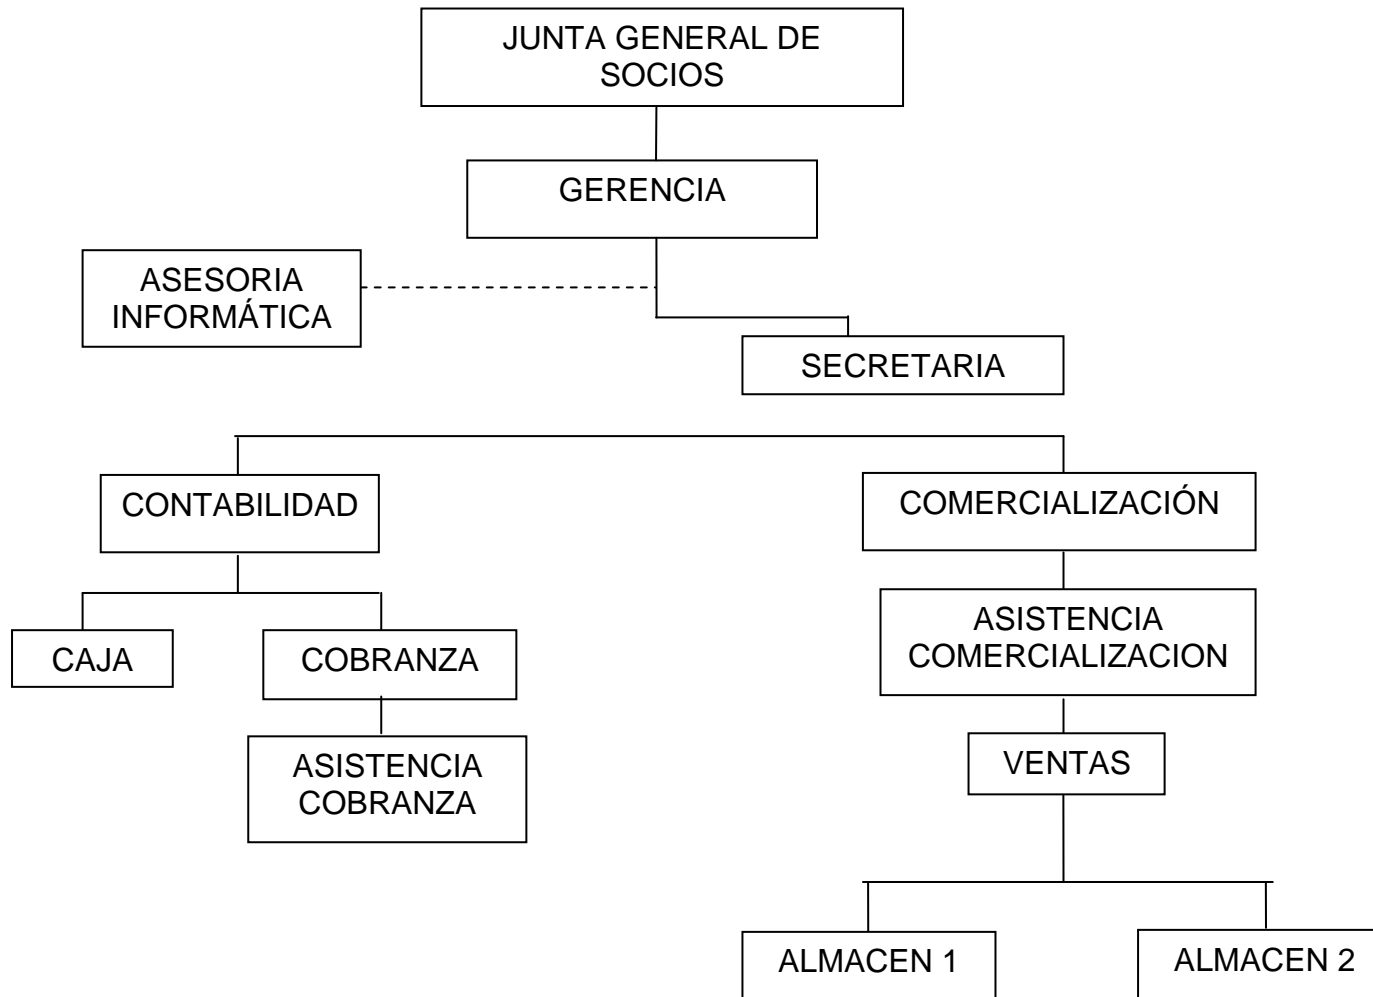 JUNTA GENERAL DE
SOCIOS
GERENCIA
ASESORIA
INFORMÁTICA
SECRETARIA
CONTABILIDAD
COMERCIALIZACIÓN
CAJA
COBRANZA
ASISTENCIA
COMERCIALIZACION
ASISTENCIA
COBRANZA
VENTAS
ALMACEN 1
ALMACEN 2